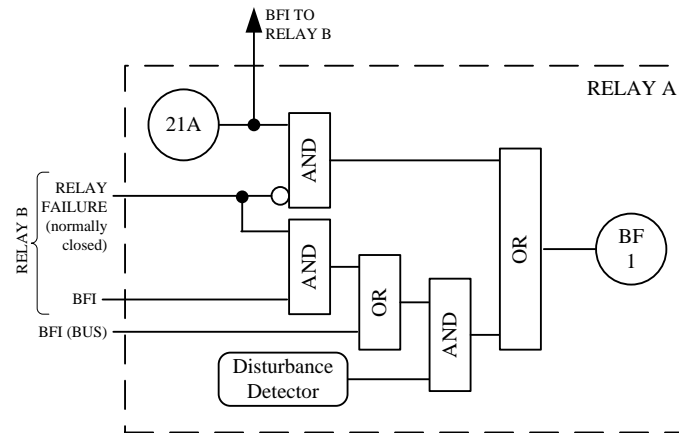 BFI TO
RELAY B
RELAY A
21A
AND
RELAY
FAILURE
(normally
closed)
RELAY B
AND
OR
BF
1
BFI
OR
AND
BFI (BUS)
Disturbance
Detector